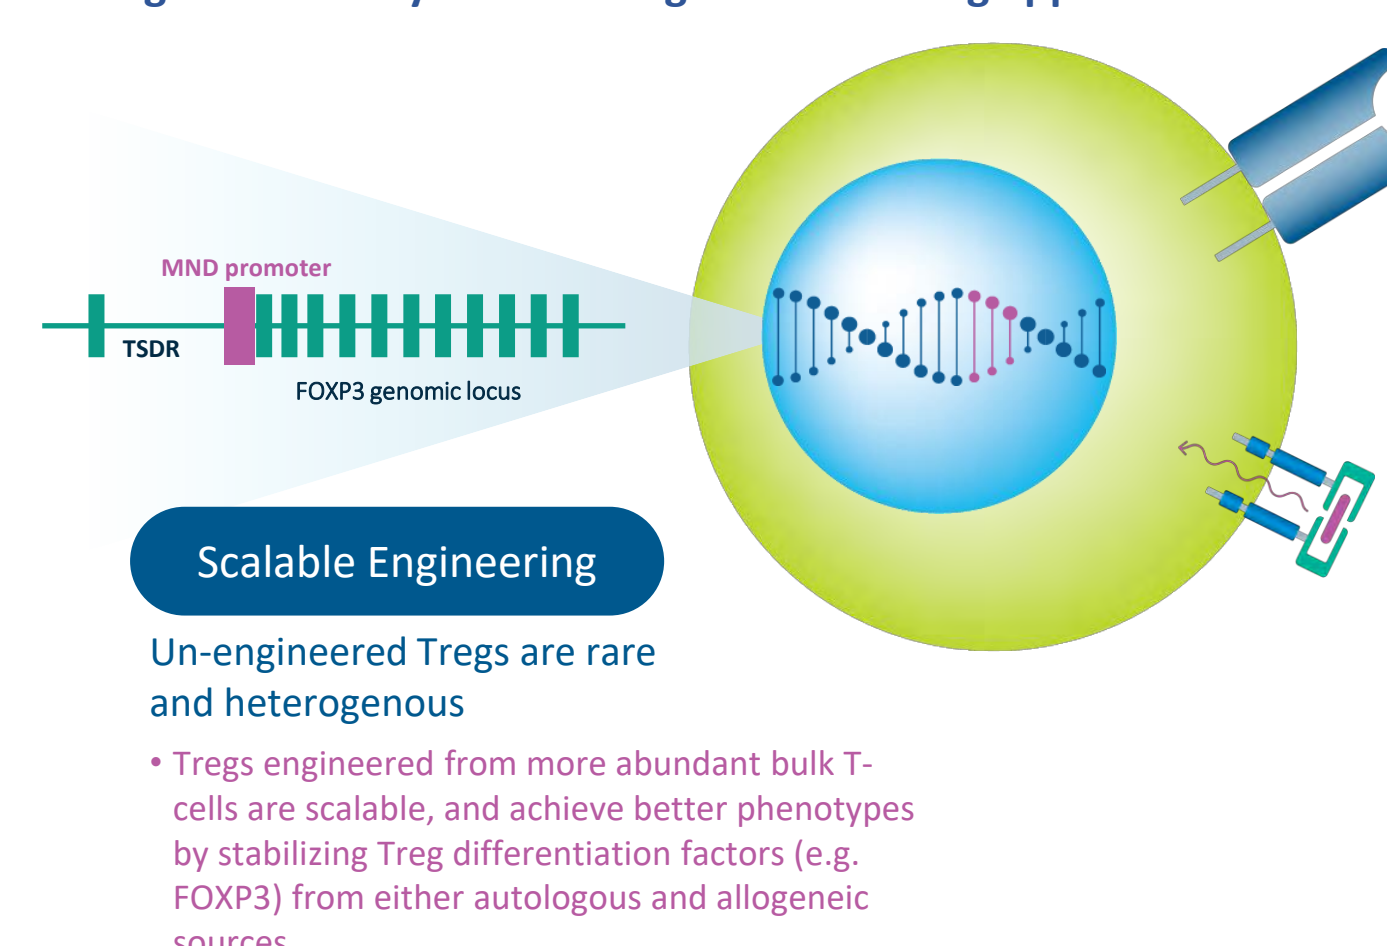 MND promoter
TSDR
FOXP3 genomic locus
Scalable Engineering
Un-engineered Tregs are rare
and heterogenous
• Tregs engineered from more abundant bulk T-
cells are scalable, and achieve better phenotypes
by stabilizing Treg differentiation factors (e.g.
FOXP3) from either autologous and allogeneic
sources